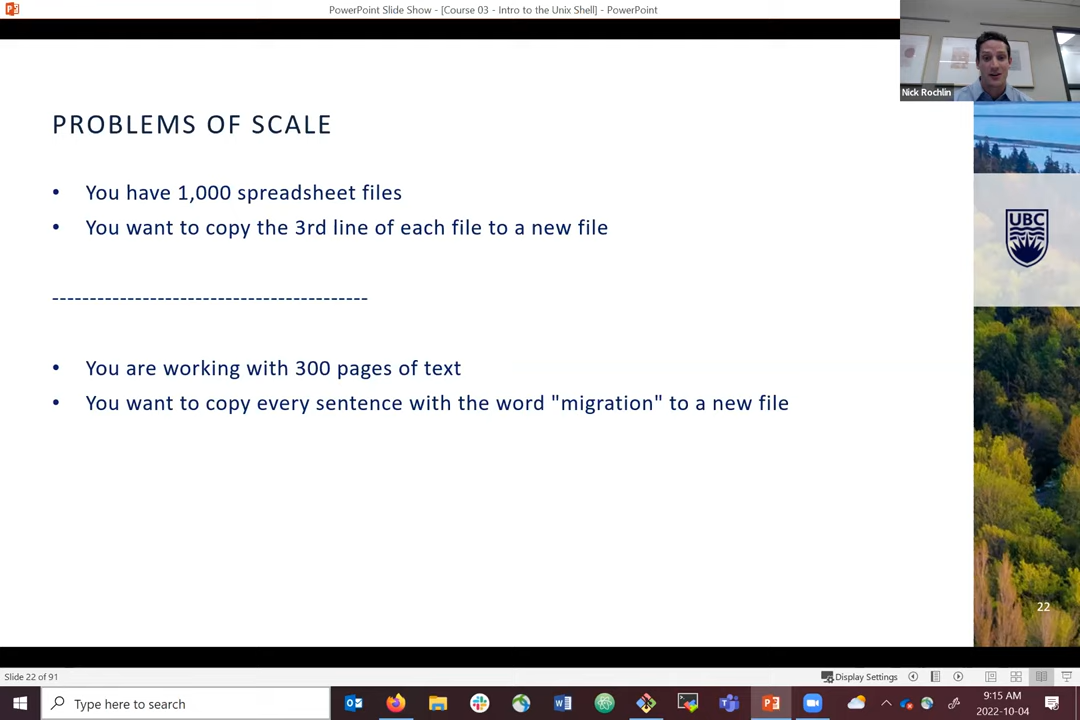 PowerPoint Slide Show - [Course 03 - Intro to the Unix Shell] - PowerPoint
Nick Rochlin
PROBLEMS OF SCALE
• You have 1,000 spreadsheet files
• You want to copy the 3rd line of each file to a new file
------------------------------------------
• You are working with 300 pages of text
• You want to copy every sentence with the word "migration" to a new file
UBC
22
Slide 22 of 91
Display Settings
Type here to search
9:15 AM
2022-10-04